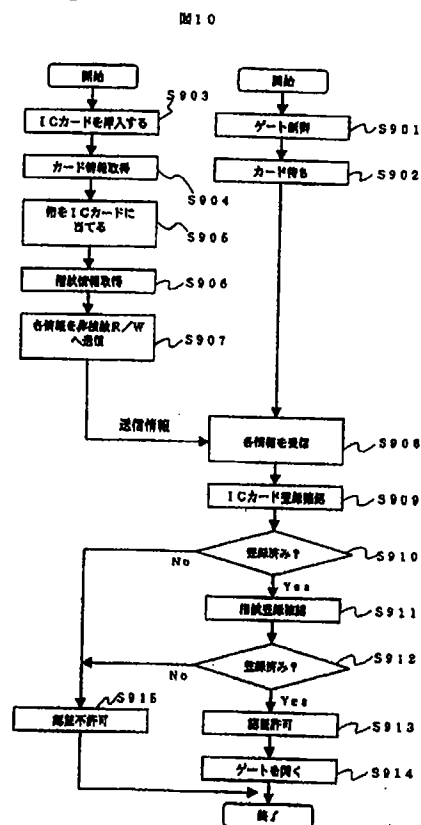 図10
開始
ICカードを挿入する
S903
カード情報取得
S904
指をICカードに
当てる
S905
指紋情報取得
S906
各情報を非接触R/W
へ送信
S907
開始
ゲート制御
S901
カード待ち
S902
送信情報
各情報を受信
S908
ICカード登録確認
S909
登録済み?
S910
No
Yes
指紋登録確認
S911
登録済み?
S912
No
Yes
認証不許可
S915
認証許可
S913
ゲートを開く
S914
終了